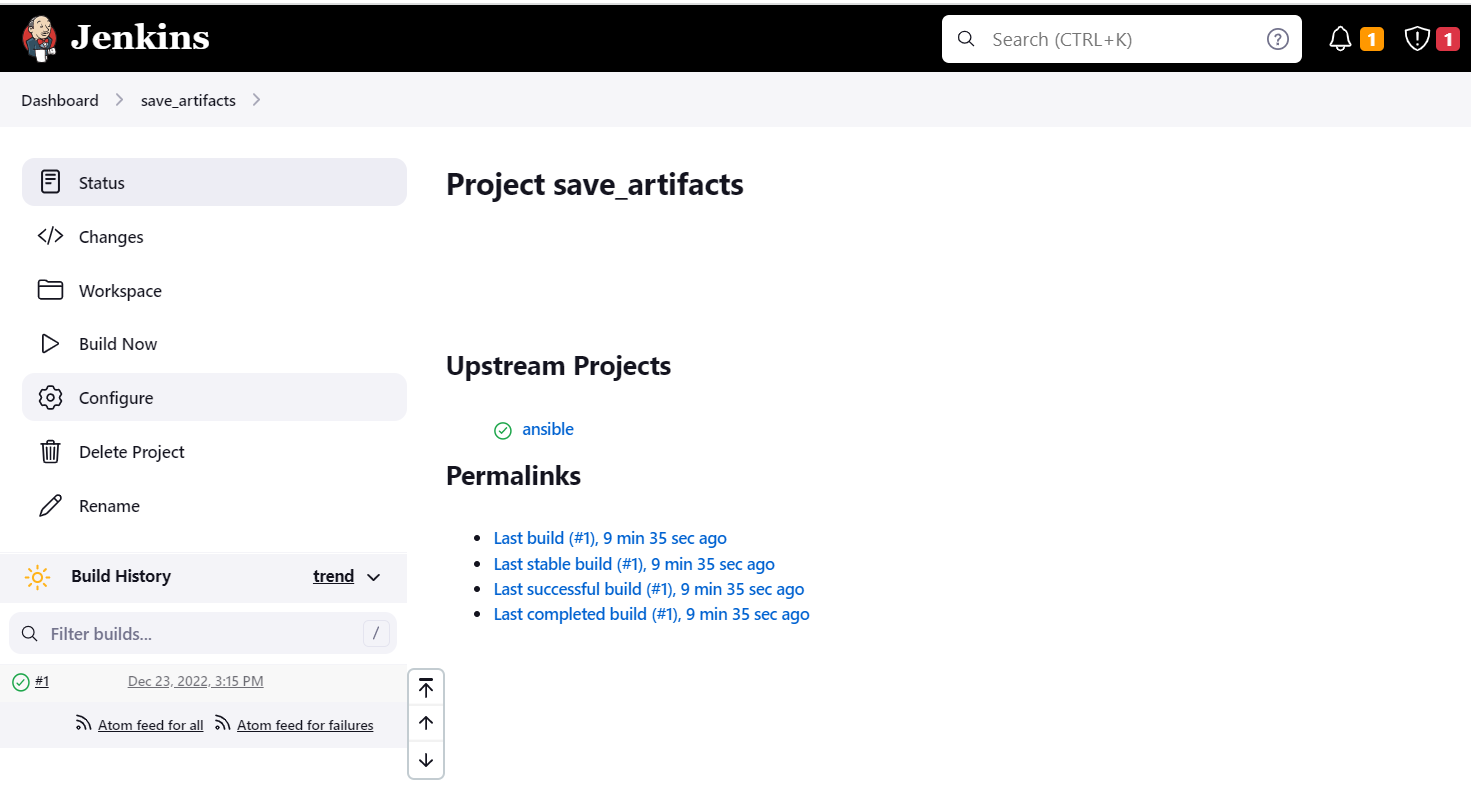 Jenkins
Search (CTRL+K)
?
1
1
Dashboard
save_artifacts
Status
Changes
Workspace
Build Now
Configure
Delete Project
Rename
Build History
trend
Filter builds...
/
#1
Dec 23, 2022, 3:15 PM
Atom feed for all
Atom feed for failures
Project save_artifacts
Upstream Projects
ansible
Permalinks
Last build (#1), 9 min 35 sec ago
Last stable build (#1), 9 min 35 sec ago
Last successful build (#1), 9 min 35 sec ago
Last completed build (#1), 9 min 35 sec ago